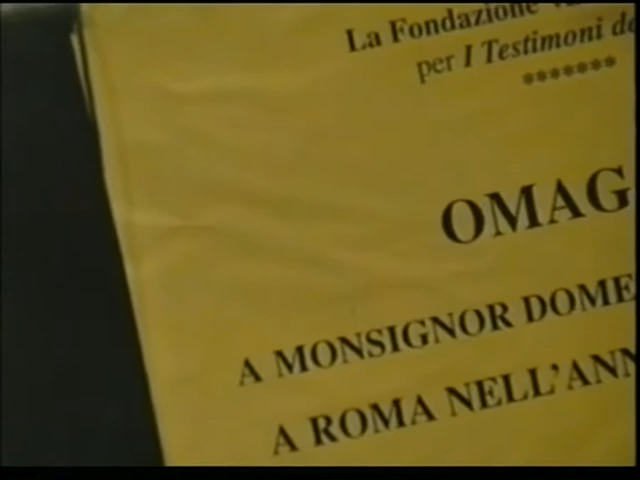 La Fondazione
per I Testimoni d
*******
OMAG
A MONSIGNOR DOME
A ROMA NELL'ANN